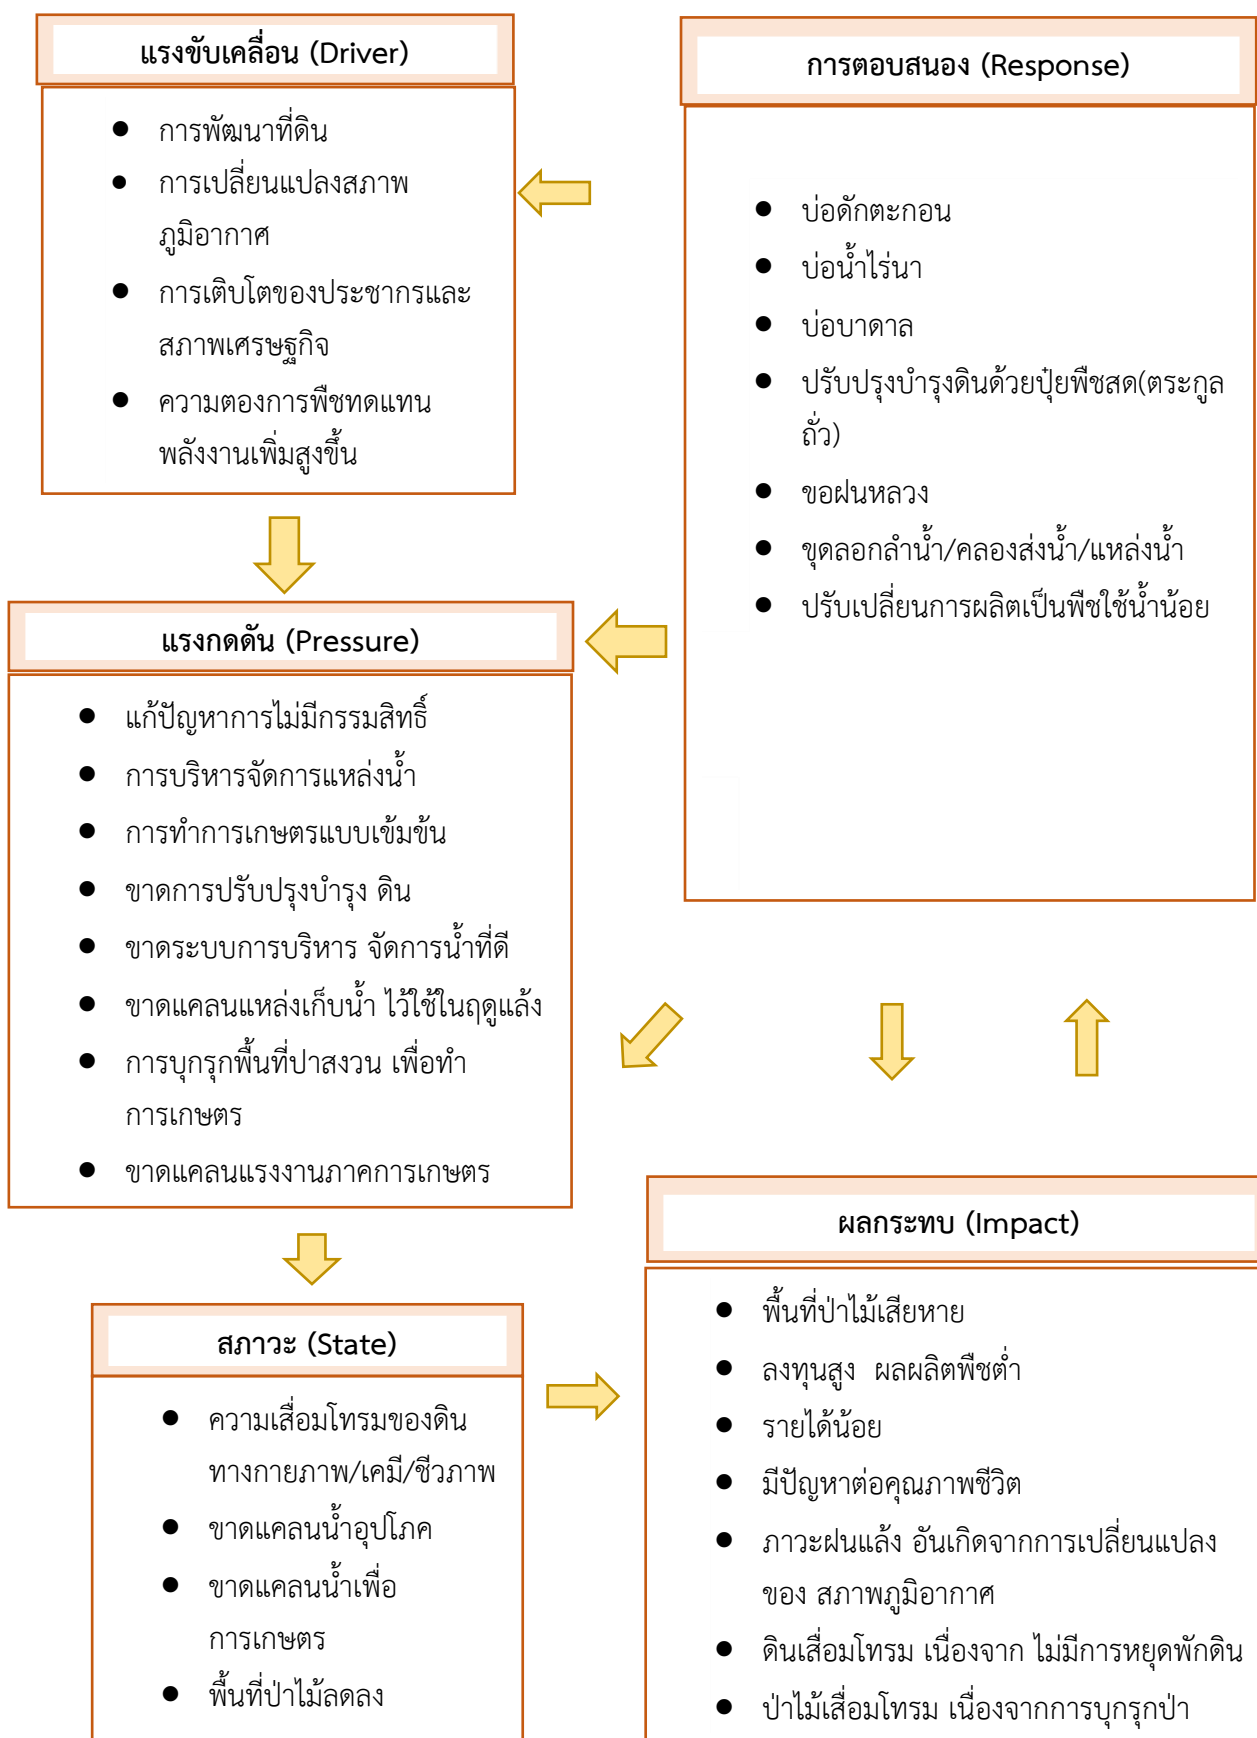 แรงขับเคลื่อน (Driver)
● การพัฒนาที่ดิน
● การเปลี่ยนแปลงสภาพ
ภูมิอากาศ
● การเติบโตของประชากรและ
สภาพเศรษฐกิจ
● ความตองการพืชทดแทน
พลังงานเพิ่มสูงขึ้น
การตอบสนอง (Response)
● บ่อดักตะกอน
● บ่อน้ำไร่นา
● บ่อบาดาล
● ปรับปรุงบำรุงดินด้วยปุ๋ยพืชสด(ตระกูล
ถั่ว)
● ขอฝนหลวง
● ขุดลอกลำน้ำ/คลองส่งน้ำ/แหล่งน้ำ
● ปรับเปลี่ยนการผลิตเป็นพืชใช้น้ำน้อย
แรงกดดัน (Pressure)
● แก้ปัญหาการไม่มีกรรมสิทธิ์
● การบริหารจัดการแหล่งน้ำ
● การทำการเกษตรแบบเข้มข้น
● ขาดการปรับปรุงบำรุง ดิน
● ขาดระบบการบริหาร จัดการน้ำที่ดี
● ขาดแคลนแหล่งเก็บน้ำ ไว้ใช้ในฤดูแล้ง
● การบุกรุกพื้นที่ปาสงวน เพื่อทำ
การเกษตร
● ขาดแคลนแรงงานภาคการเกษตร
สภาวะ (State)
● ความเสื่อมโทรมของดิน
ทางกายภาพ/เคมี/ชีวภาพ
● ขาดแคลนน้ำอุปโภค
● ขาดแคลนน้ำเพื่อ
การเกษตร
● พื้นที่ป่าไม้ลดลง
ผลกระทบ (Impact)
● พื้นที่ป่าไม้เสียหาย
● ลงทุนสูง ผลผลิตพืชต่ำ
● รายได้น้อย
● มีปัญหาต่อคุณภาพชีวิต
● ภาวะฝนแล้ง อันเกิดจากการเปลี่ยนแปลง
ของ สภาพภูมิอากาศ
● ดินเสื่อมโทรม เนื่องจาก ไม่มีการหยุดพักดิน
● ป่าไม้เสื่อมโทรม เนื่องจากการบุกรุกป่า